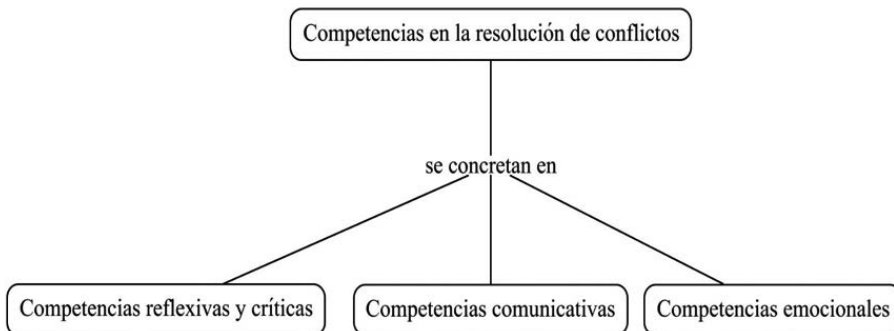 Competencias en la resolución de conflictos
se concretan en
Competencias reflexivas y críticas
Competencias comunicativas
Competencias emocionales